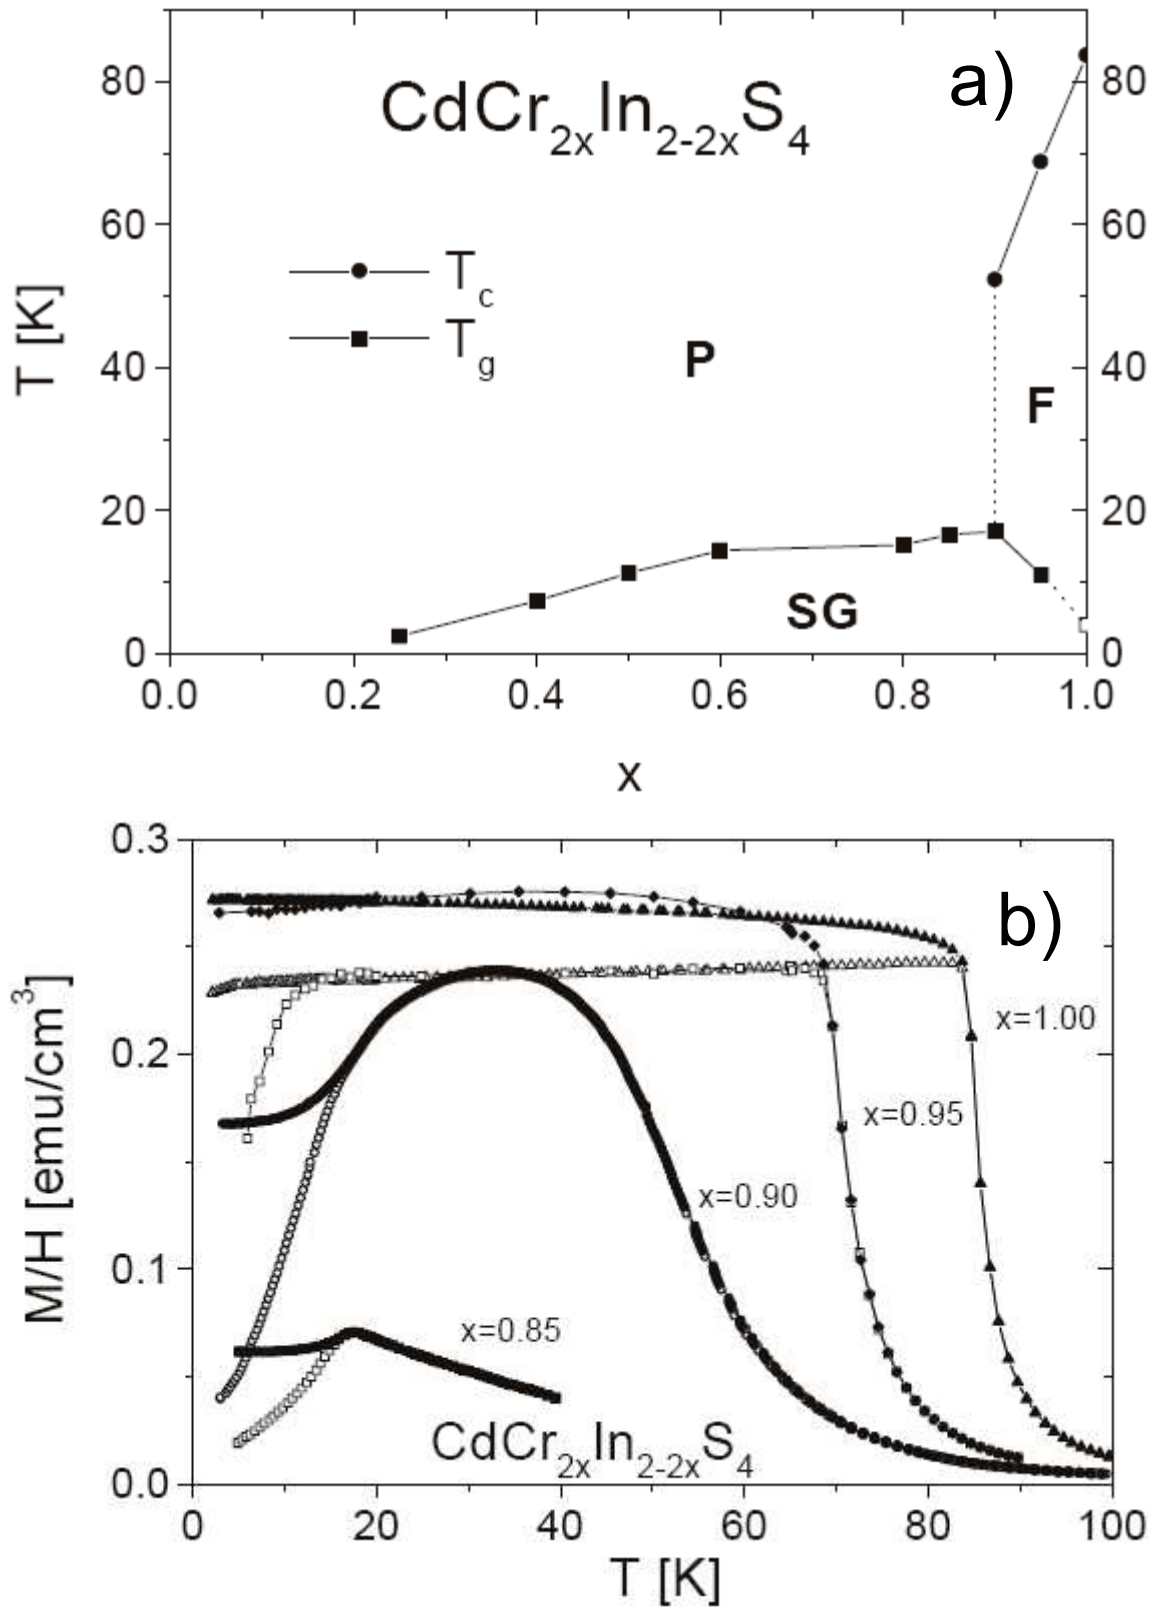 a)
CdCr2xIn2-2xS4
80 80
60 60
Tc
Tg
T [K]
P
40 40
F
20 20
SG
0 0
0.0 0.2 0.4 0.6 0.8 1.0
x
0.3
b)
x=1.00
0.2
x=0.95
M/H [emu/cm3]
x=0.90
0.1
x=0.85
CdCr2xIn2-2xS4
0.0
0 20 40 60 80 100
T [K]